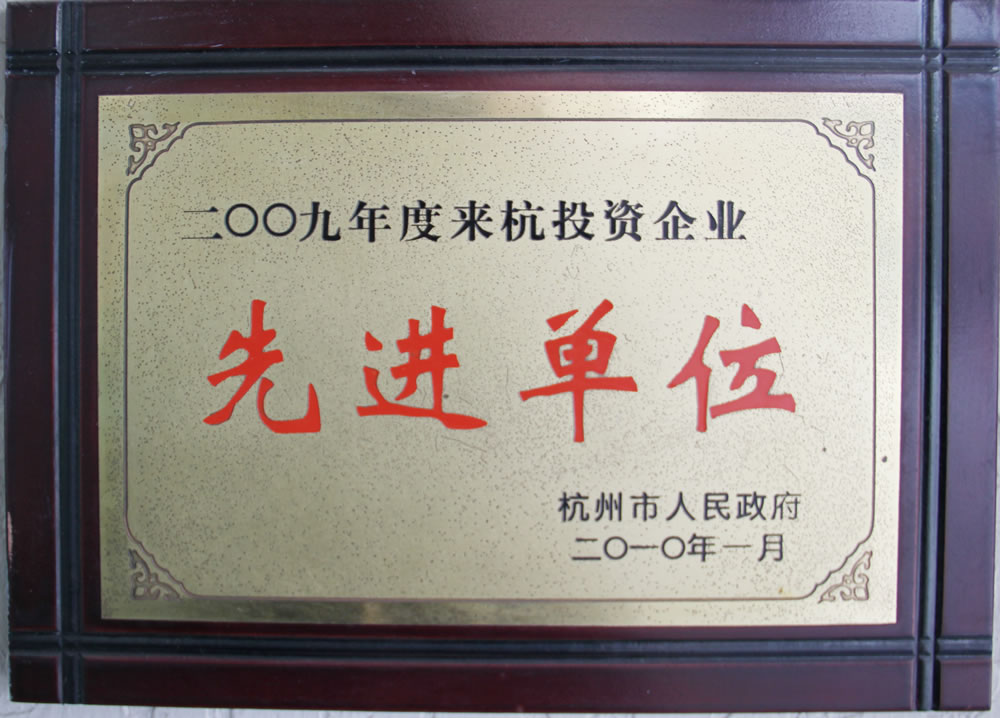 二〇〇九年度来杭投资企业
先进单位
杭州市人民政府
二〇一〇年一月